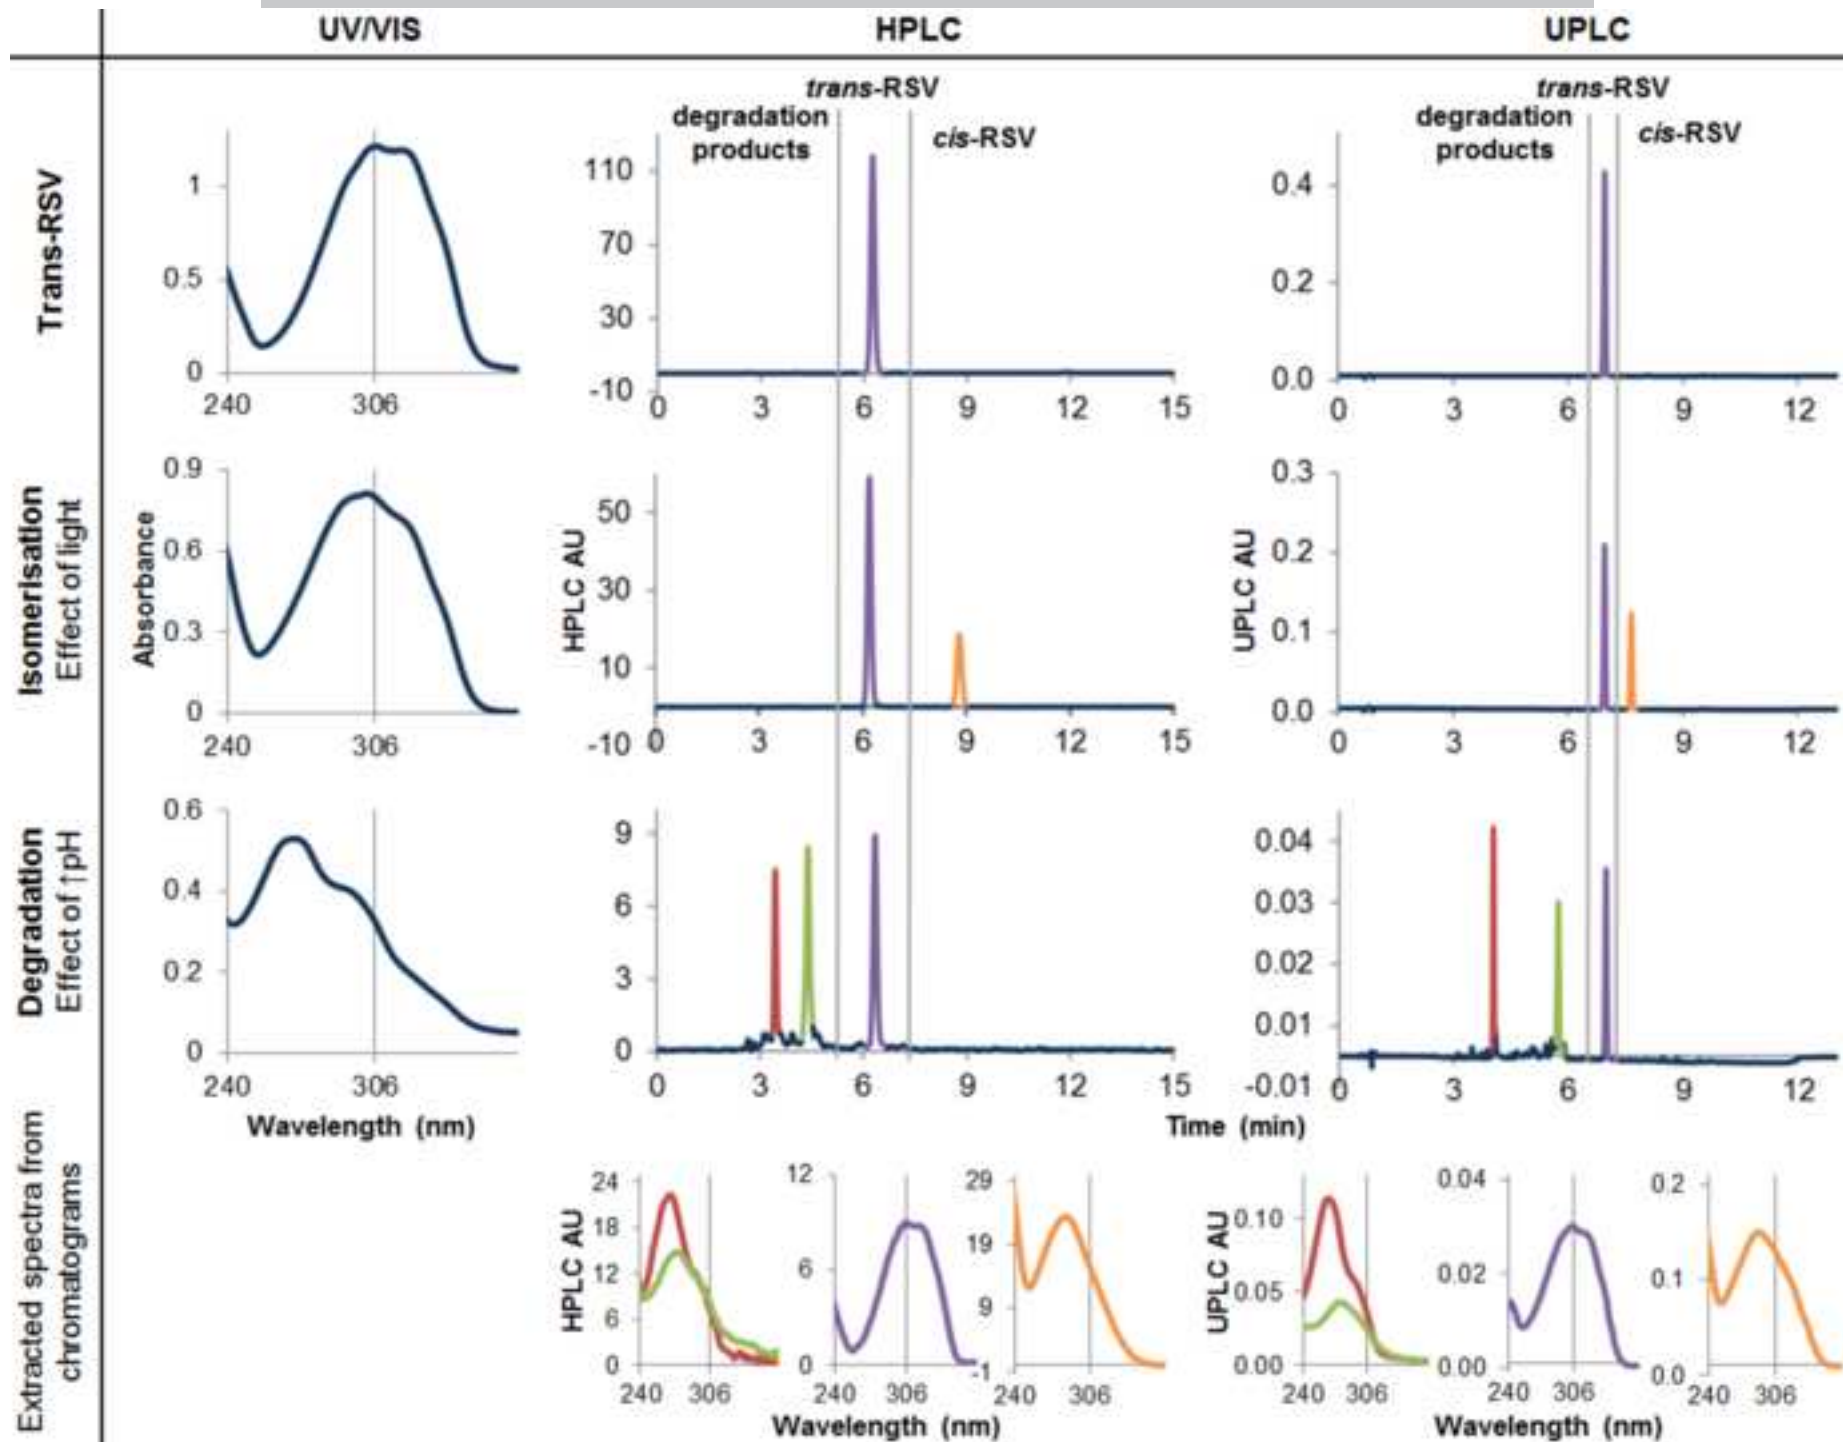 UV/VIS HPLC UPLC
trans-RSV
degradation
products
cis-RSV
trans-RSV
degradation
products
cis-RSV
Trans-RSV
1
0.5
0
240 306
110
70
30
-10
0 3 6 9 12 15
0.4
0.2
0.0
0 3 6 9 12
Isomerisation
Effect of light
Absorbance
0.9
0.6
0.3
0
240 306
HPLC AU
50
30
10
-10
0 3 6 9 12 15
UPLC AU
0.3
0.2
0.1
0.0
0 3 6 9 12
Degradation
Effect of ↑pH
0.6
0.4
0.2
0
240 306
Wavelength (nm)
9
6
3
0
0 3 6 9 12 15
Time (min)
0.04
0.03
0.02
0.01
-0.01
0 3 6 9 12
Extracted spectra from
chromatograms
HPLC AU
24
18
12
6
0
240 306
12
6
0
240 306
29
19
9
-1
240 306
Wavelength (nm)
UPLC AU
0.10
0.05
0.00
240 306
0.04
0.02
0.00
240 306
0.2
0.1
0.0
240 306
Wavelength (nm)